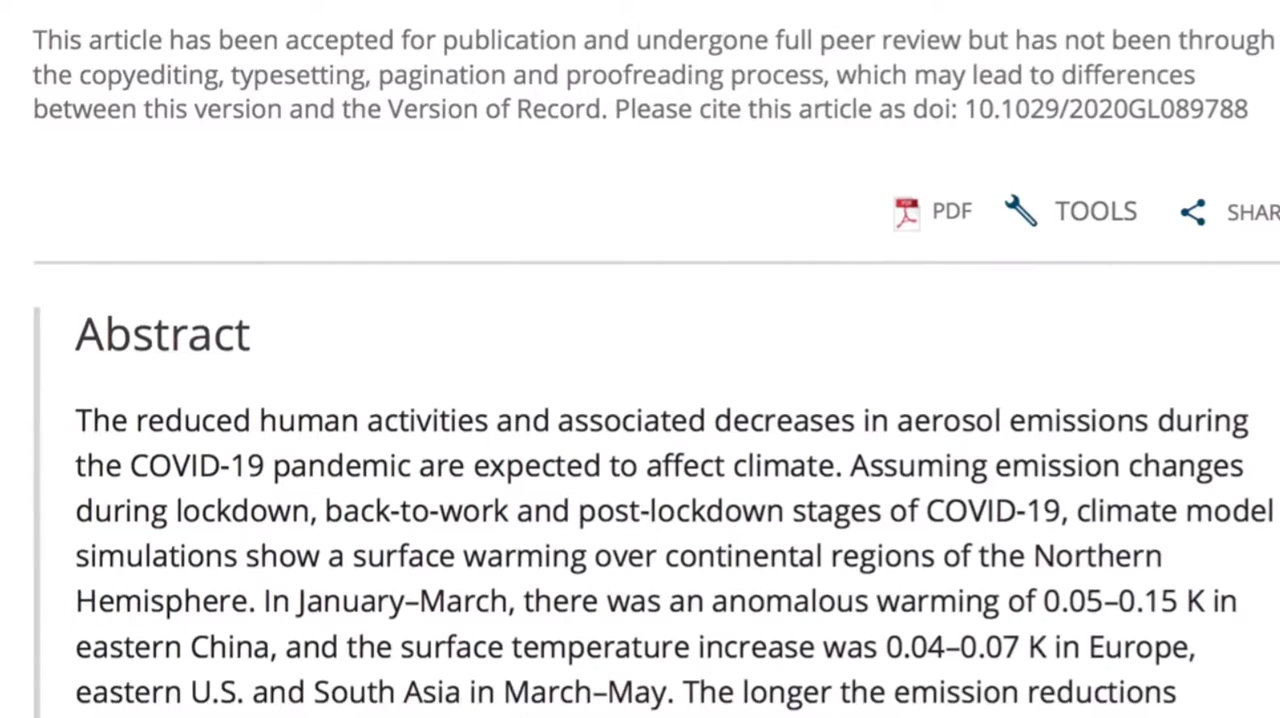 This article has been accepted for publication and undergone full peer review but has not been through
the copyediting, typesetting, pagination and proofreading process, which may lead to differences
between this version and the Version of Record. Please cite this article as doi: 10.1029/2020GL089788
PDF TOOLS SHAR
Abstract
The reduced human activities and associated decreases in aerosol emissions during
the COVID-19 pandemic are expected to affect climate. Assuming emission changes
during lockdown, back-to-work and post-lockdown stages of COVID-19, climate model
simulations show a surface warming over continental regions of the Northern
Hemisphere. In January–March, there was an anomalous warming of 0.05–0.15 K in
eastern China, and the surface temperature increase was 0.04–0.07 K in Europe,
eastern U.S. and South Asia in March–May. The longer the emission reductions